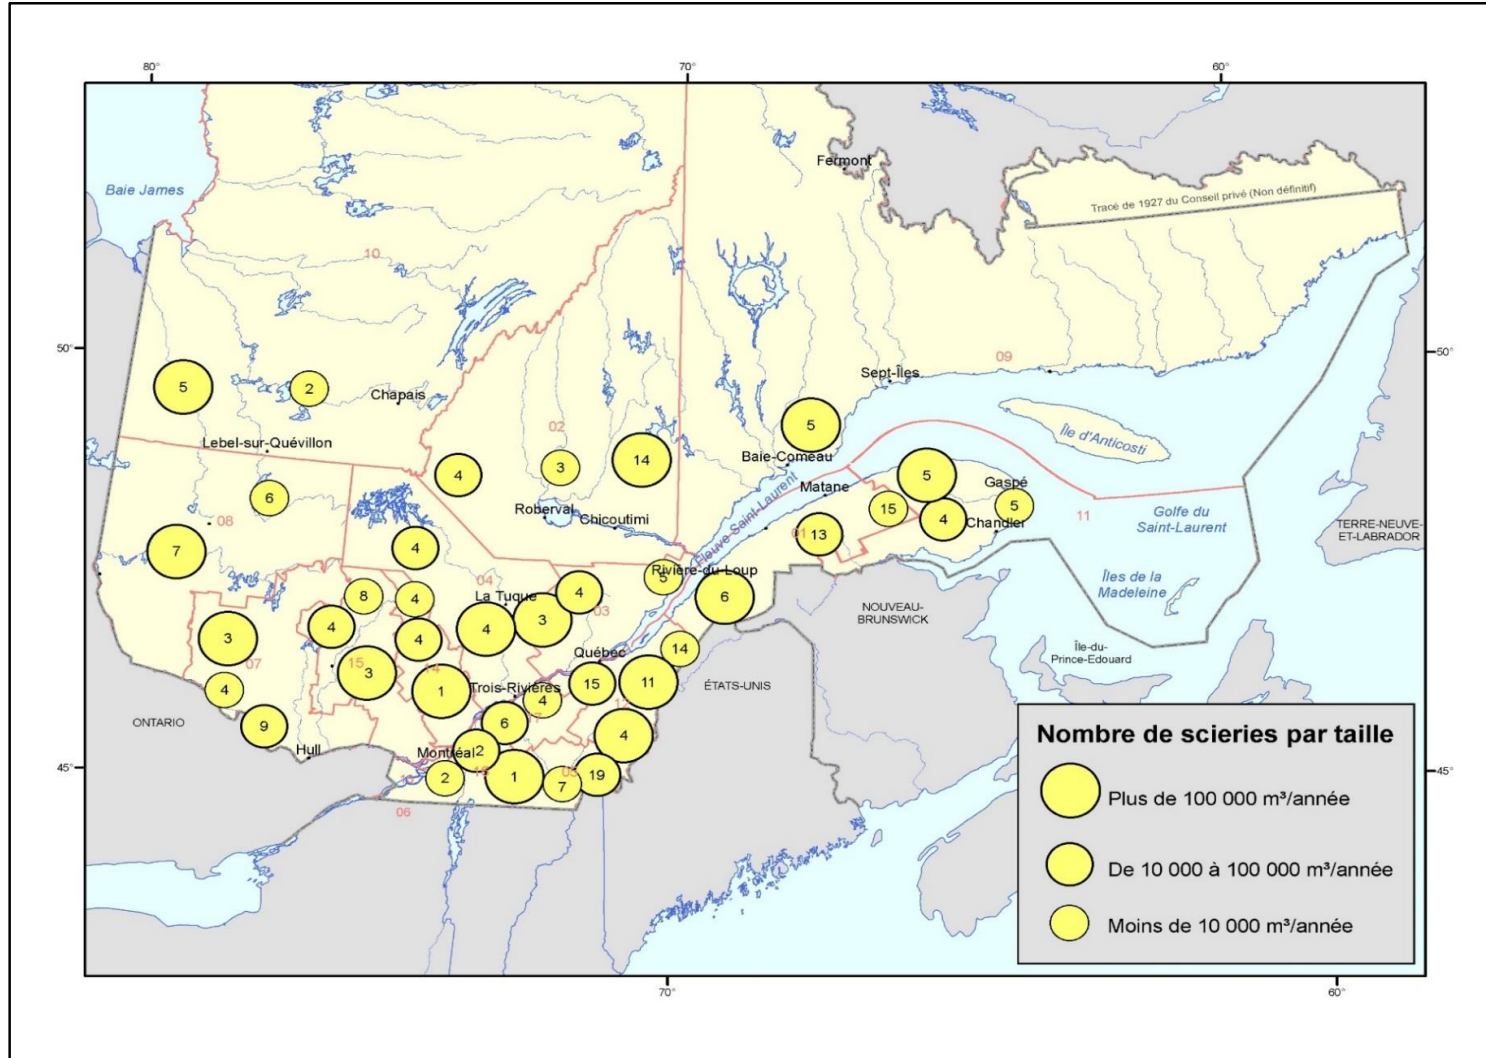 80°
70°
60°
Fermont
Baie James
Tracé de 1927 du Conseil privé (Non définitif)
10
50°
50°
09
Sept-Îles
5
2
Chapais
02
5
Île d'Anticosti
Lebel-sur-Quévillon
4
3
14
Baie-Comeau
5
Gaspé
Matane
6
15
5
11
Roberval
Chicoutimi
Fleuve Saint-Laurent
Golfe du
Saint-Laurent
08
4
Chandler
TERRE-NEUVE-
ET-LABRADOR
01
13
7
4
04
5
Rivière-du-Loup
Îles de la
Madeleine
8
4
La Tuque
4
03
6
NOUVEAU-
BRUNSWICK
3
4
4
4
3
14
Île-du-
Prince-Edouard
07
15
14
Québec
4
3
1
Trois-Rivières
4
15
11
ÉTATS-UNIS
12
17
ONTARIO
9
6
4
Hull
Montréal
2
45°
2
16
1
7
05
19
45°
06
Nombre de scieries par taille
Plus de 100 000 m³/année
De 10 000 à 100 000 m³/année
Moins de 10 000 m³/année
70°
60°